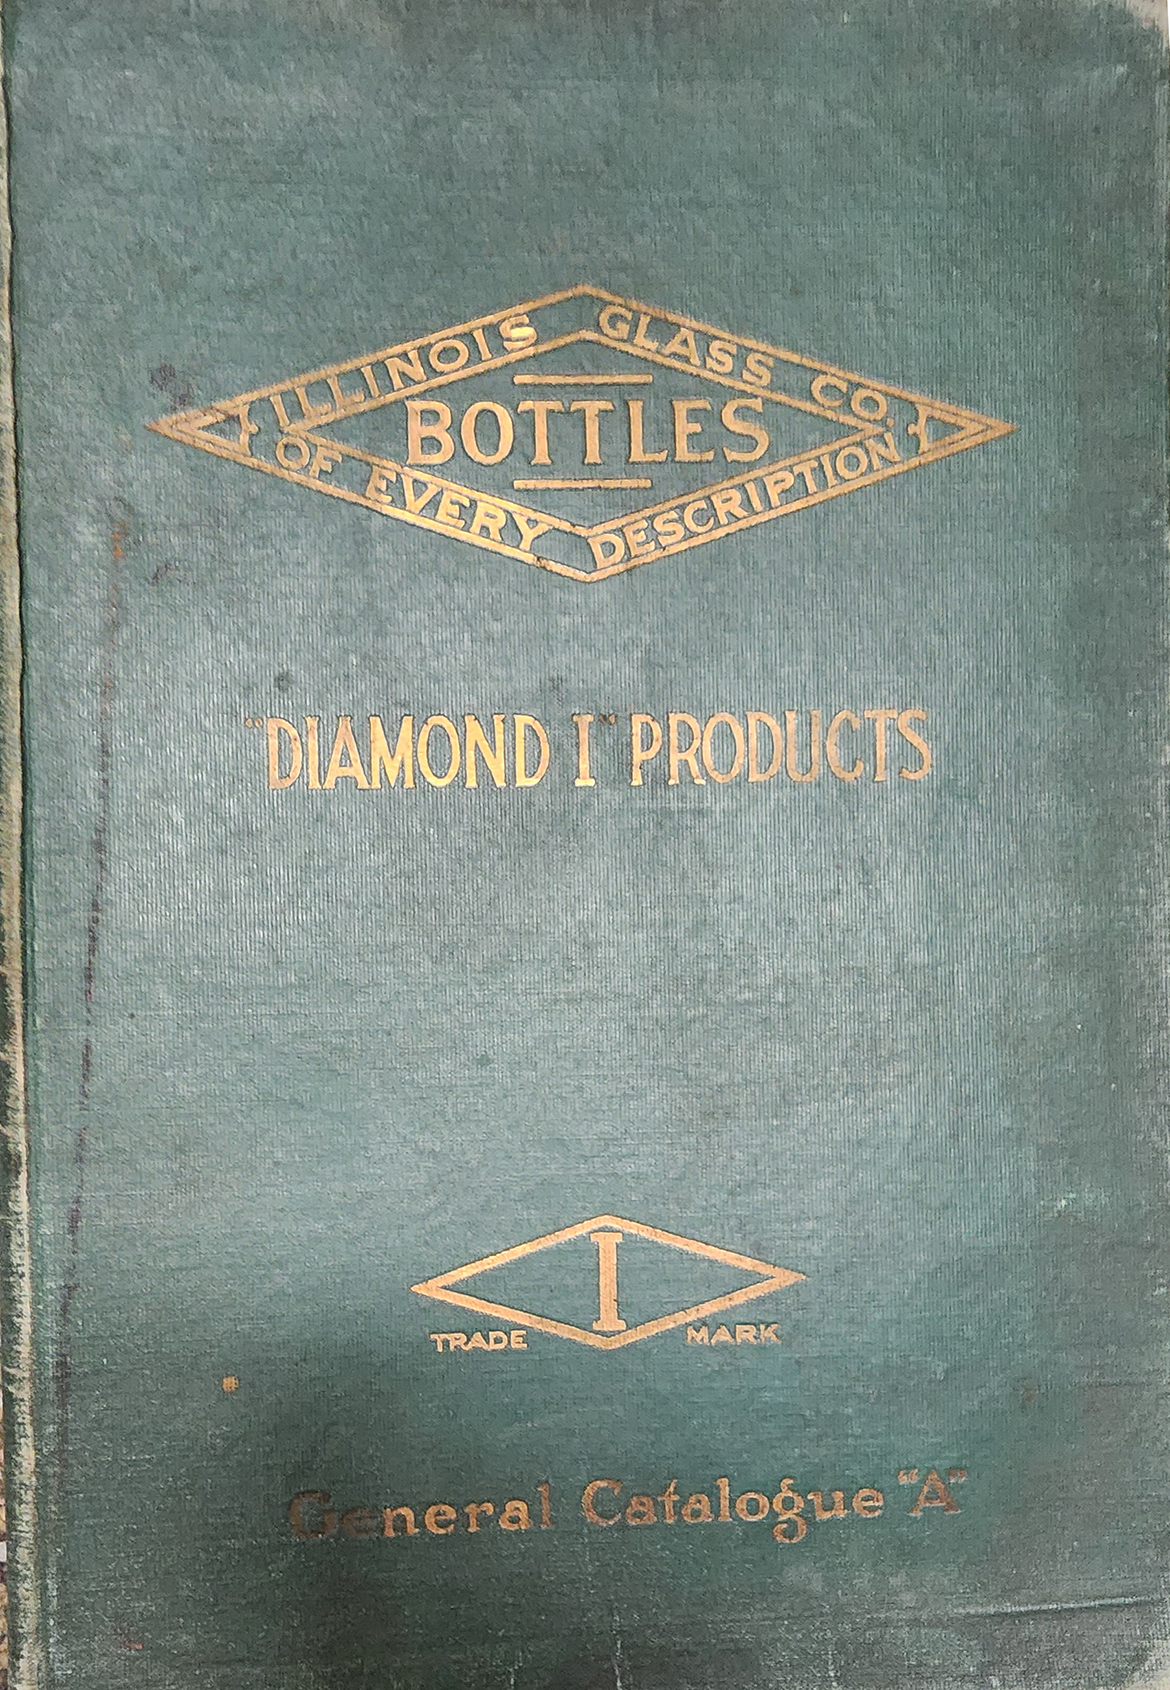 ILLINOIS GLASS CO.
BOTTLES
OF EVERY DESCRIPTION
"DIAMOND I" PRODUCTS
I
TRADE MARK
General Catalogue "A"